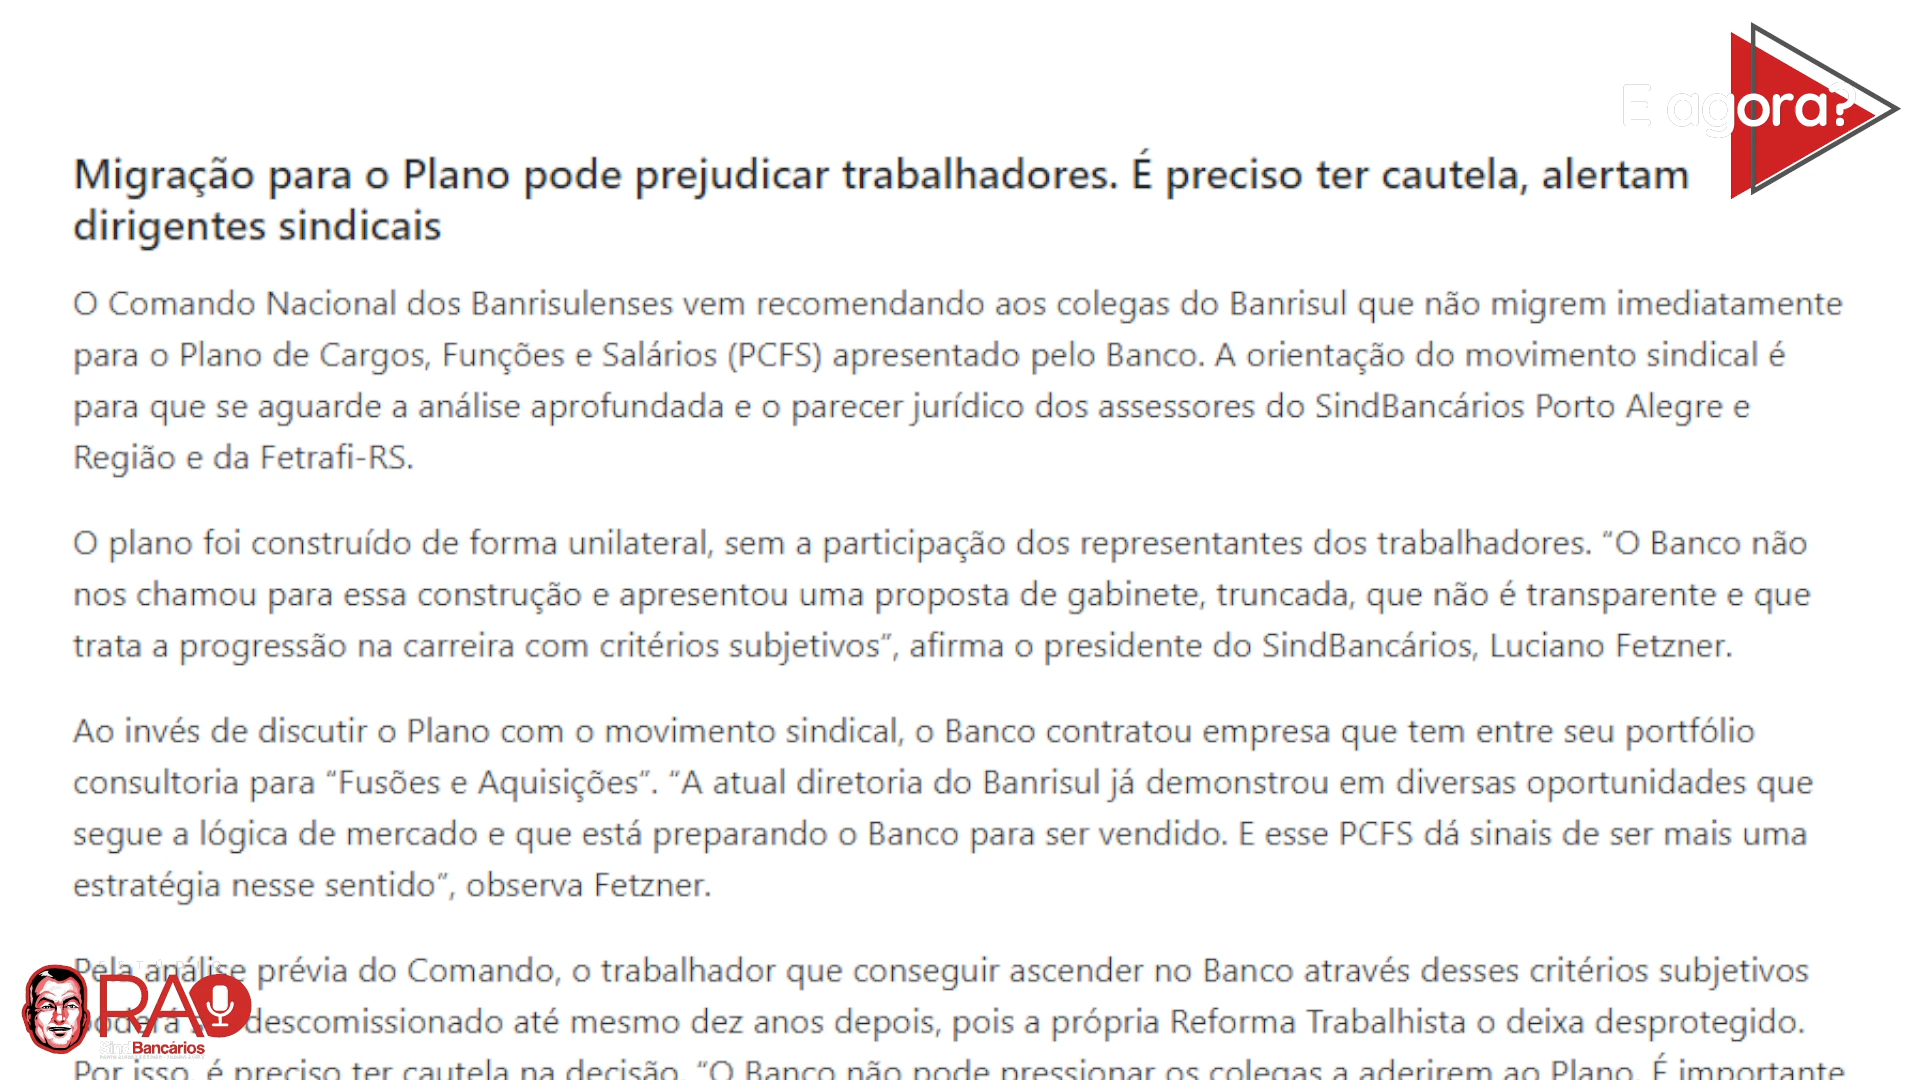 E agora?
Migração para o Plano pode prejudicar trabalhadores. É preciso ter cautela, alertam
dirigentes sindicais
O Comando Nacional dos Banrisulenses vem recomendando aos colegas do Banrisul que não migrem imediatamente
para o Plano de Cargos, Funções e Salários (PCFS) apresentado pelo Banco. A orientação do movimento sindical é
para que se aguarde a análise aprofundada e o parecer jurídico dos assessores do SindBancários Porto Alegre e
Região e da Fetrafi-RS.
O plano foi construído de forma unilateral, sem a participação dos representantes dos trabalhadores. “O Banco não
nos chamou para essa construção e apresentou uma proposta de gabinete, truncada, que não é transparente e que
trata a progressão na carreira com critérios subjetivos”, afirma o presidente do SindBancários, Luciano Fetzner.
Ao invés de discutir o Plano com o movimento sindical, o Banco contratou empresa que tem entre seu portfólio
consultoria para “Fusões e Aquisições”. “A atual diretoria do Banrisul já demonstrou em diversas oportunidades que
segue a lógica de mercado e que está preparando o Banco para ser vendido. E esse PCFS dá sinais de ser mais uma
estratégia nesse sentido”, observa Fetzner.
Pela análise prévia do Comando, o trabalhador que conseguir ascender no Banco através desses critérios subjetivos
poderá descomissionado até mesmo dez anos depois, pois a própria Reforma Trabalhista o deixa desprotegido.
Por isso, é preciso ter cautela na decisão. “O Banco não pode pressionar os colegas a aderirem ao Plano. É importante
RÁO
SindBancários